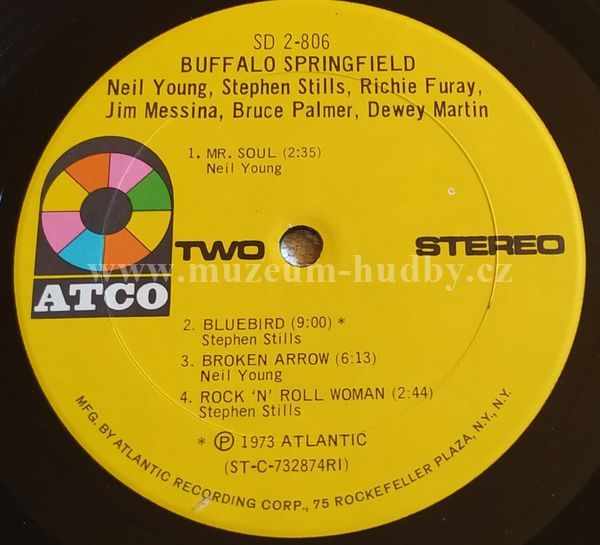 SD 2-806
BUFFALO SPRINGFIELD
Neil Young, Stephen Stills, Richie Furay,
Jim Messina, Bruce Palmer, Dewey Martin
1. MR. SOUL (2:35)
Neil Young
TWO
STEREO
www.muzeum-hudby.cz
ATCO
2. BLUEBIRD (9:00) *
Stephen Stills
3. BROKEN ARROW (6:13)
Neil Young
4. ROCK 'N' ROLL WOMAN (2:44)
Stephen Stills
* Ⓟ 1973 ATLANTIC
(ST-C-732874RI)
MFG. BY ATLANTIC RECORDING CORP., 75 ROCKEFELLER PLAZA, N.Y., N.Y.